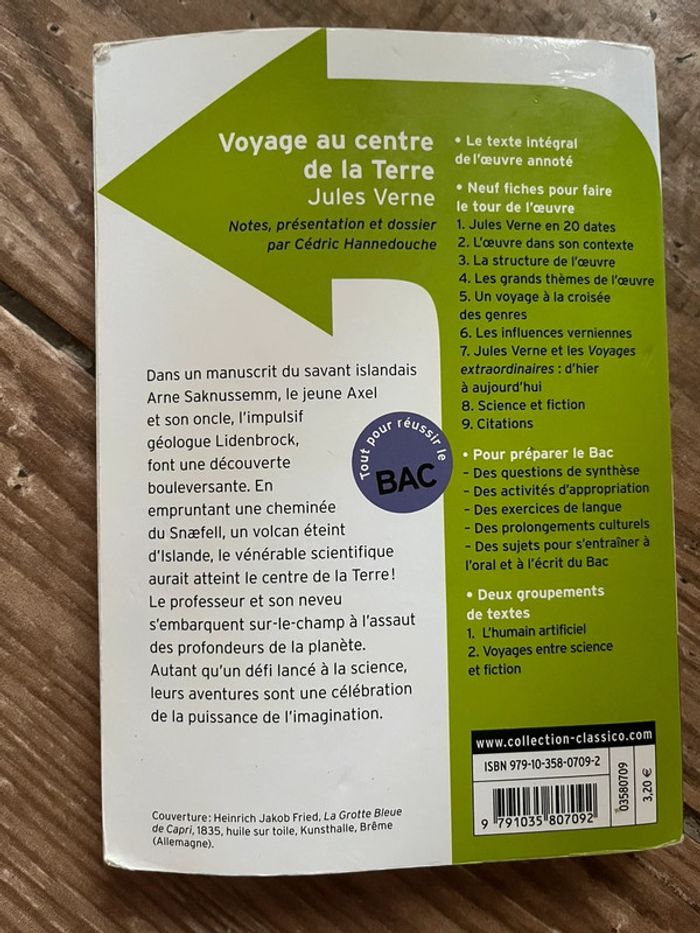 Voyage au centre
de la Terre
Jules Verne
Notes, présentation et dossier
par Cédric Hannedouche
Dans un manuscrit du savant islandais
Arne Saknussemm, le jeune Axel
et son oncle, l'impulsif
géologue Lidenbrock,
font une découverte
bouleversante. En
empruntant une cheminée
du Snæfell, un volcan éteint
d'Islande, le vénérable scientifique
aurait atteint le centre de la Terre!
Le professeur et son neveu
s'embarquent sur-le-champ à l'assaut
des profondeurs de la planète.
Autant qu'un défi lancé à la science,
leurs aventures sont une célébration
de la puissance de l'imagination.
Tout pour réussir le
BAC
• Le texte intégral
de l'œuvre annoté
• Neuf fiches pour faire
le tour de l'œuvre
1. Jules Verne en 20 dates
2. L'œuvre dans son contexte
3. La structure de l'œuvre
4. Les grands thèmes de l'œuvre
5. Un voyage à la croisée
des genres
6. Les influences verniennes
7. Jules Verne et les Voyages
extraordinaires : d'hier
à aujourd'hui
8. Science et fiction
9. Citations
• Pour préparer le Bac
– Des questions de synthèse
– Des activités d'appropriation
– Des exercices de langue
– Des prolongements culturels
– Des sujets pour s'entraîner à
l'oral et à l'écrit du Bac
• Deux groupements
de textes
1. L'humain artificiel
2. Voyages entre science
et fiction
www.collection-classico.com
ISBN 979-10-358-0709-2
9 791035 807092
03580709
3,20 €
Couverture: Heinrich Jakob Fried, La Grotte Bleue
de Capri, 1835, huile sur toile, Kunsthalle, Brême
(Allemagne).